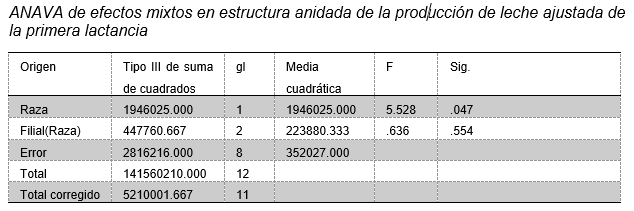 ANAVA de efectos mixtos en estructura anidada de la producción de leche ajustada de
la primera lactancia
Origen Tipo III de suma de cuadrados gl Media cuadrática F Sig.
Raza 1946025.000 1 1946025.000 5.528 .047
Filial(Raza) 447760.667 2 223880.333 .636 .554
Error 2816216.000 8 352027.000
Total 141560210.000 12
Total corregido 5210001.667 11